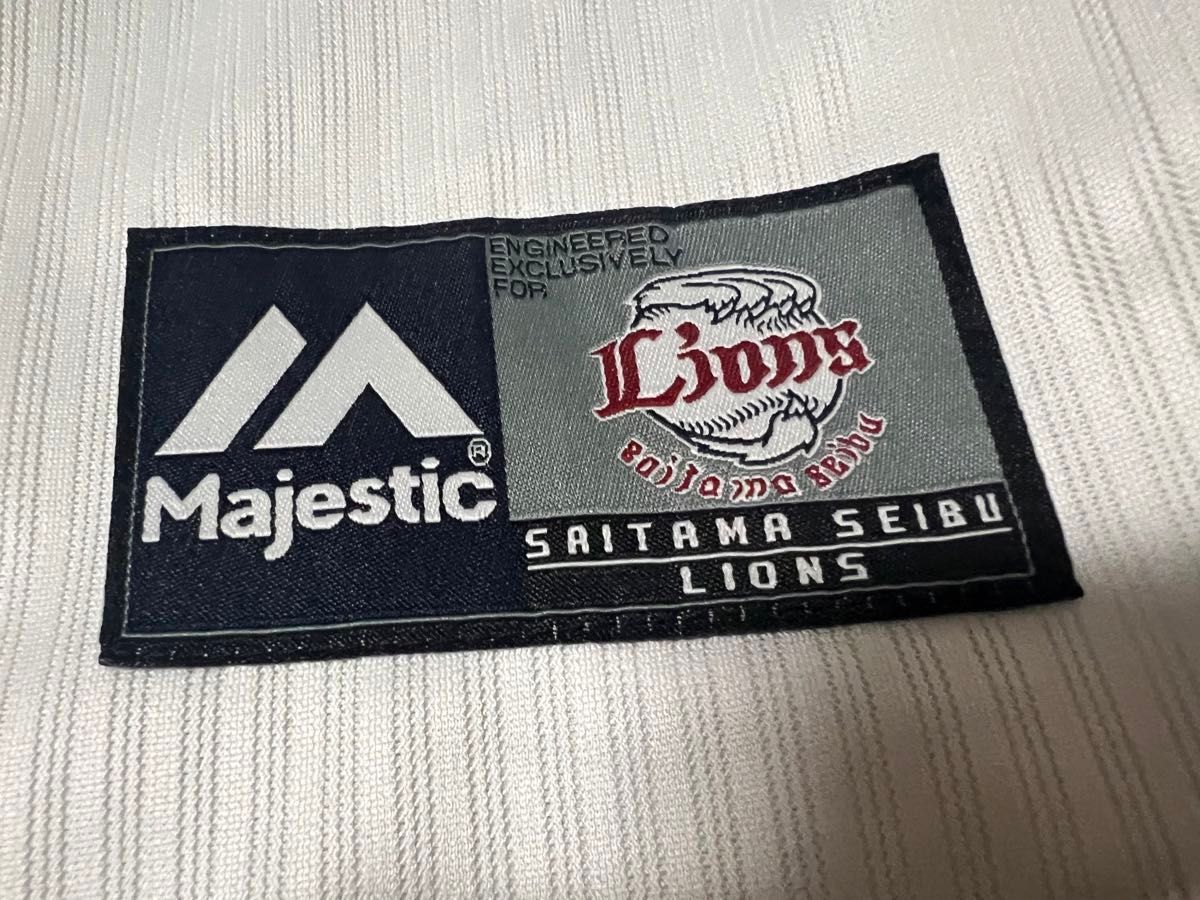 Majestic®
ENGINEERED
EXCLUSIVELY
FOR
Lions
Saitama Seibu
SAITAMA SEIBU
LIONS